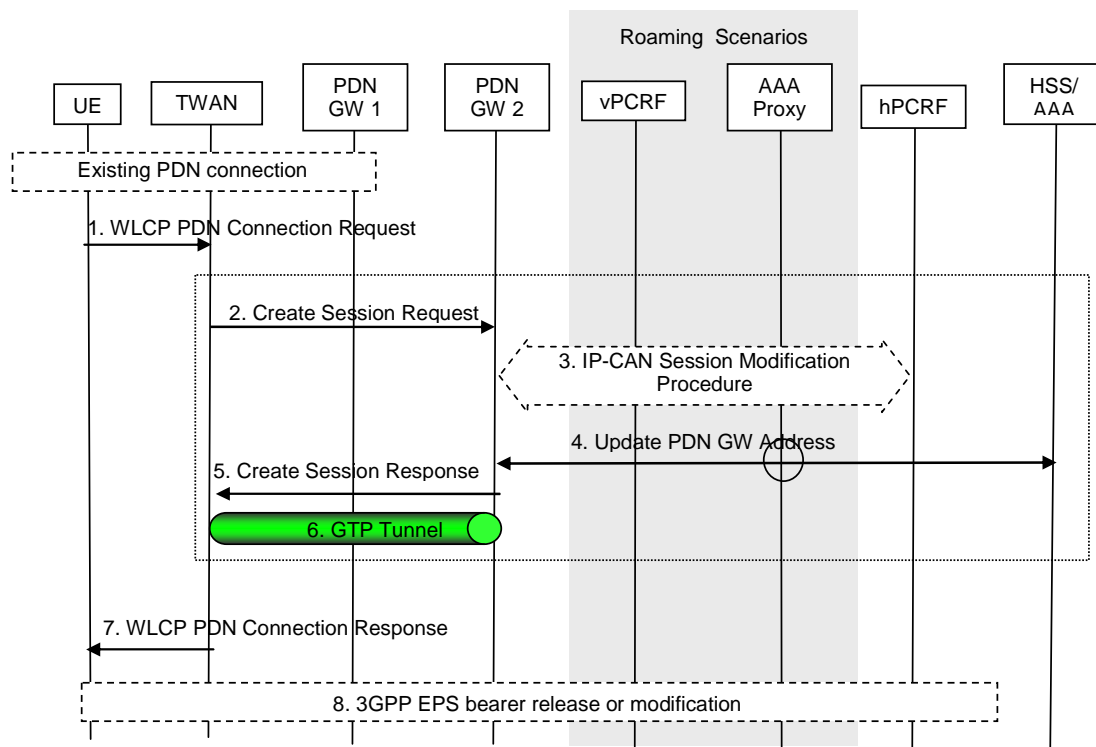 Roaming Scenarios
UE
TWAN
PDN
GW 1
PDN
GW 2
vPCRF
AAA
Proxy
hPCRF
HSS/
AAA
Existing PDN connection
1. WLCP PDN Connection Request
2. Create Session Request
3. IP-CAN Session Modification
Procedure
4. Update PDN GW Address
5. Create Session Response
6. GTP Tunnel
7. WLCP PDN Connection Response
8. 3GPP EPS bearer release or modification